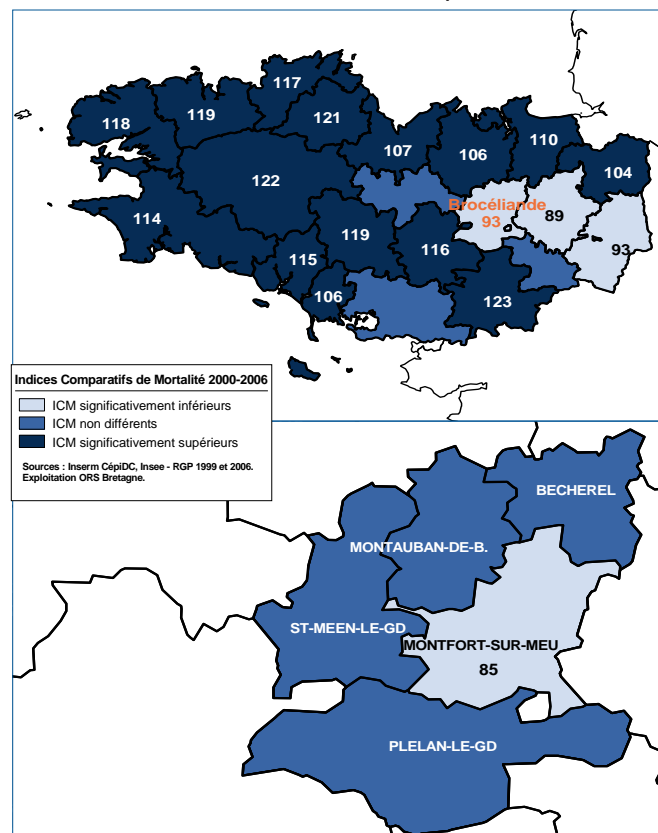 117
118
119
121
110
107
106
104
122
Brocéliande
93
89
114
119
116
93
115
106
123
Indices Comparatifs de Mortalité 2000-2006
ICM significativement inférieurs
ICM non différents
ICM significativement supérieurs
Sources : Inserm CépiDC, Insee - RGP 1999 et 2006.
Exploitation ORS Bretagne.
BECHEREL
MONTAUBAN-DE-B.
ST-MEEN-LE-GD
MONTFORT-SUR-MEU
85
PLELAN-LE-GD